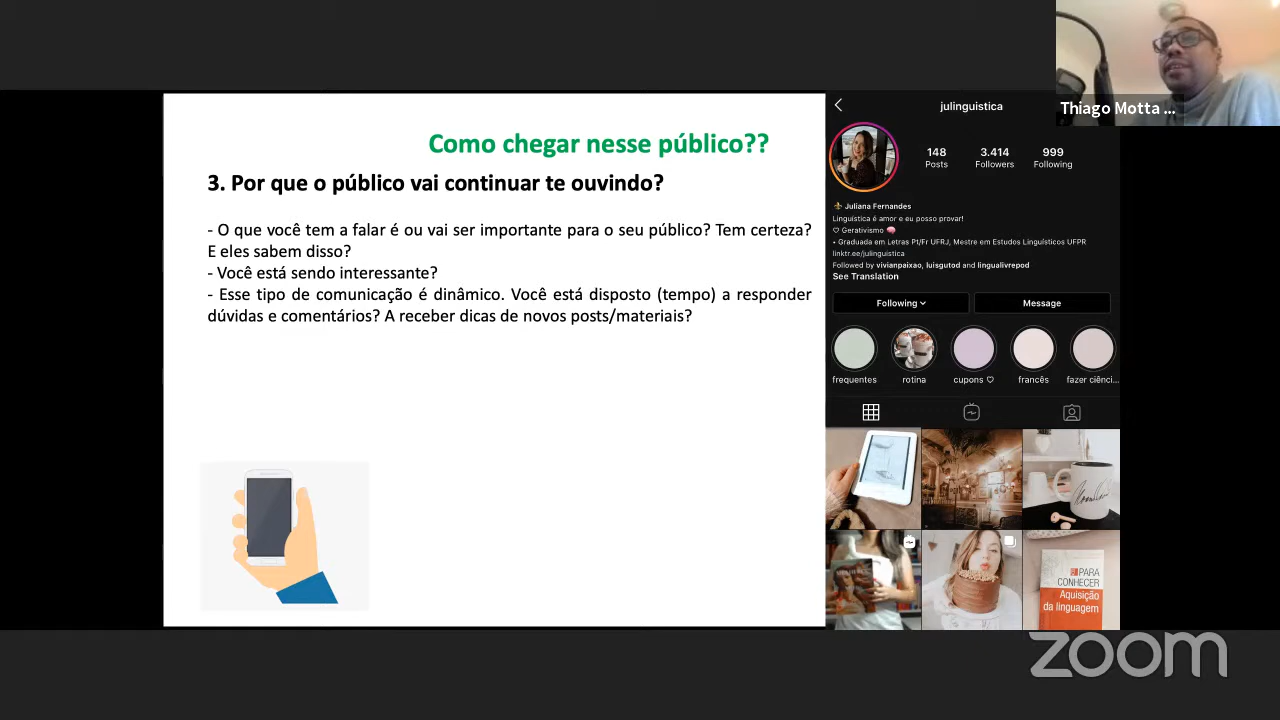 Thiago Motta ...
Como chegar nesse público??
3. Por que o público vai continuar te ouvindo?
- O que você tem a falar é ou vai ser importante para o seu público? Tem certeza?
E eles sabem disso?
- Você está sendo interessante?
- Esse tipo de comunicação é dinâmico. Você está disposto (tempo) a responder
dúvidas e comentários? A receber dicas de novos posts/materiais?
julinguistica
148 3.414 999
Posts Followers Following
Juliana Fernandes
Linguística é amor e eu posso provar!
♡ Gerativismo 🧠
• Graduada em Letras Pt/Fr UFRJ, Mestre em Estudos Linguísticos UFPR
linktr.ee/julinguistica
Followed by vivianpaixao, luisgutod and lingualivrepod
See Translation
Following Message
frequentes rotina cupons ♡ francês fazer ciênci...
PARA
CONHECER
Aquisição
da linguagem
zoom